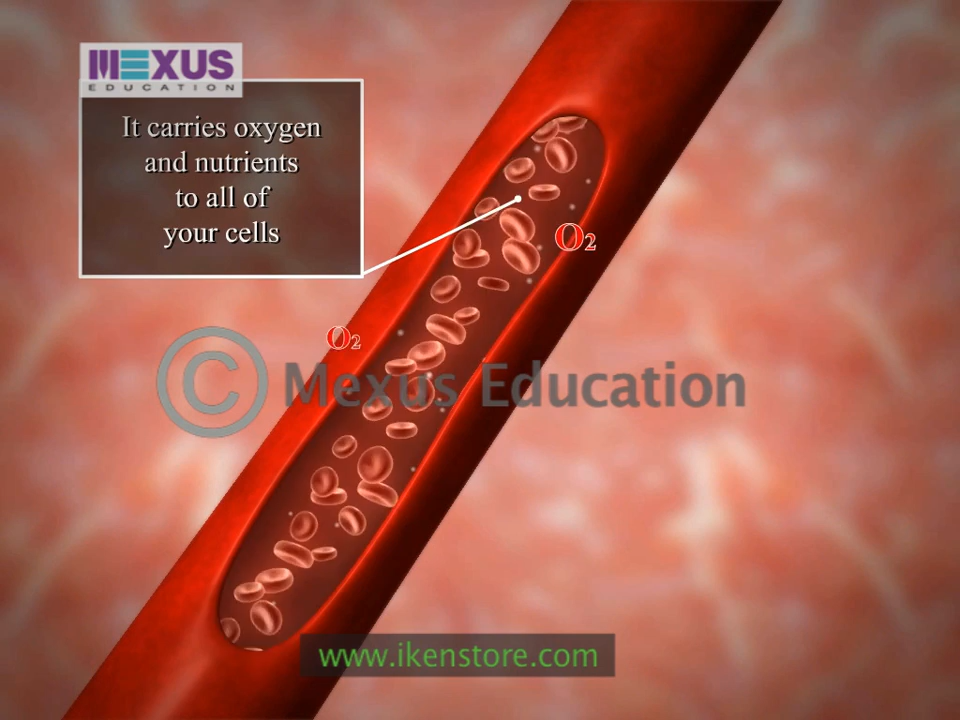 MEXUS
EDUCATION
It carries oxygen
and nutrients
to all of
your cells
O₂
O₂
© Mexus Education
www.ikenstore.com